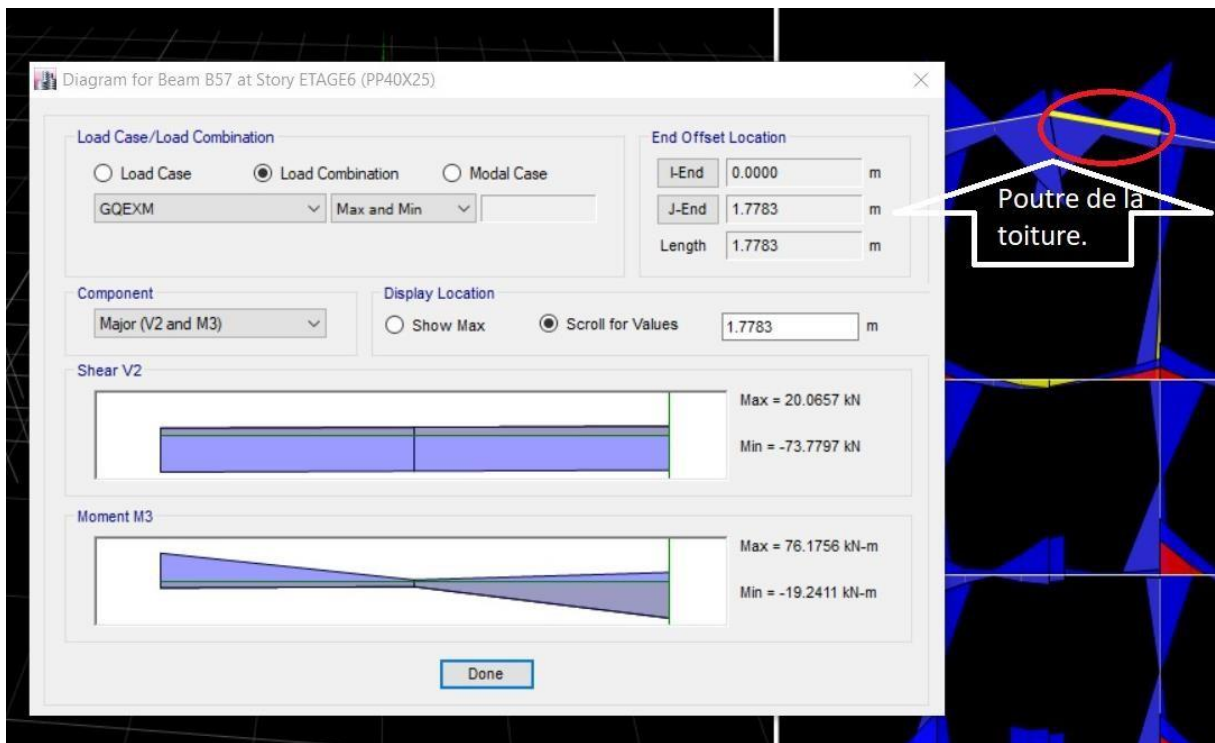 Diagram for Beam B57 at Story ETAGE6 (PP40X25)
Load Case/Load Combination
Load Case Load Combination Modal Case
GQEXM Max and Min
End Offset Location
I-End 0.0000 m
J-End 1.7783 m
Length 1.7783 m
Poutre de la
toiture.
Component
Major (V2 and M3)
Display Location
Show Max Scroll for Values 1.7783 m
Shear V2
Max = 20.0657 kN
Min = -73.7797 kN
Moment M3
Max = 76.1756 kN-m
Min = -19.2411 kN-m
Done